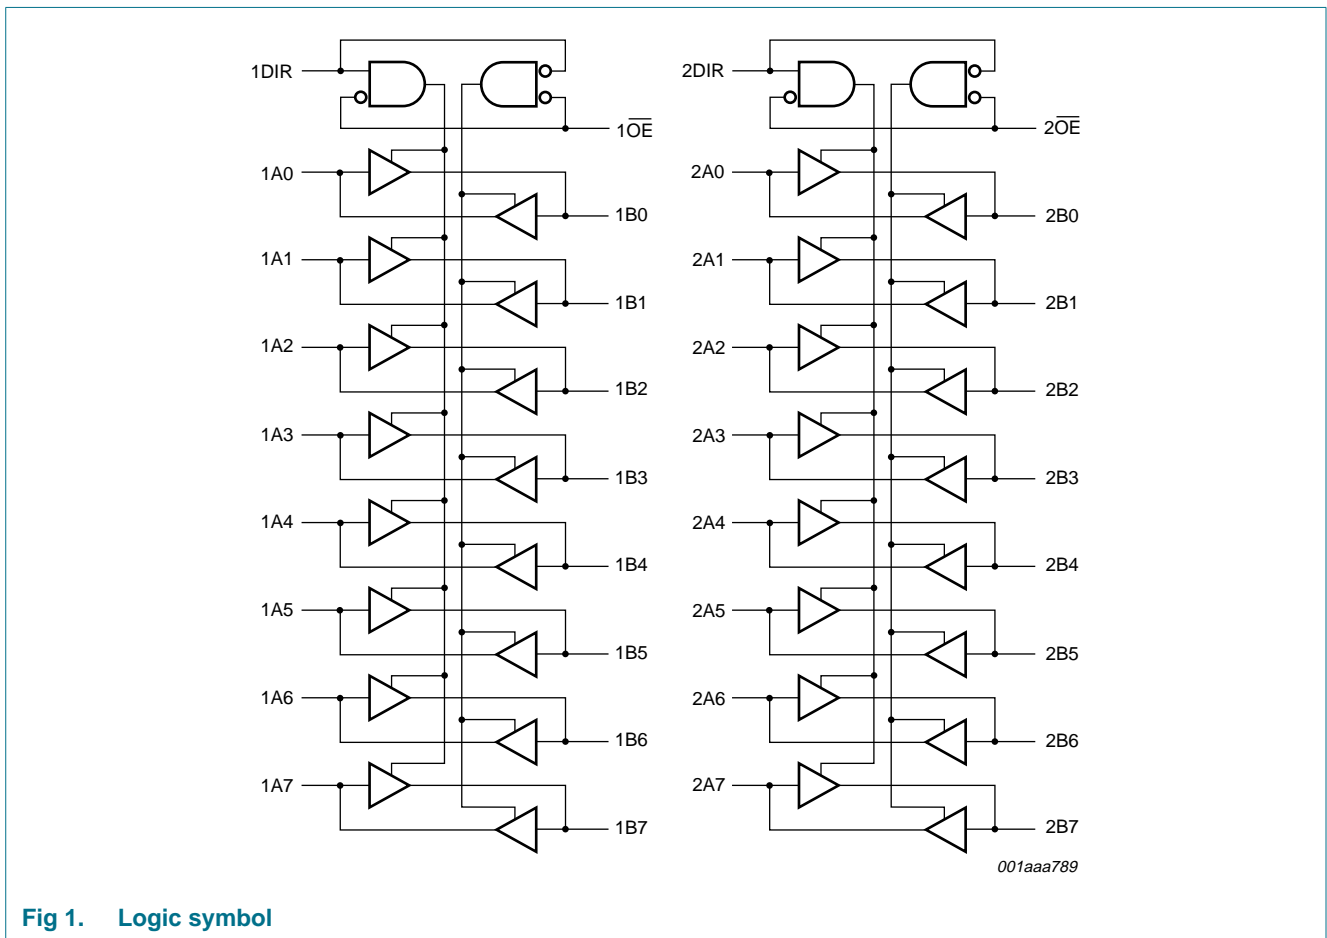 1DIR
1O̅E̅
1A0
1B0
1A1
1B1
1A2
1B2
1A3
1B3
1A4
1B4
1A5
1B5
1A6
1B6
1A7
1B7
2DIR
2O̅E̅
2A0
2B0
2A1
2B1
2A2
2B2
2A3
2B3
2A4
2B4
2A5
2B5
2A6
2B6
2A7
2B7
001aaa789
Fig 1. Logic symbol